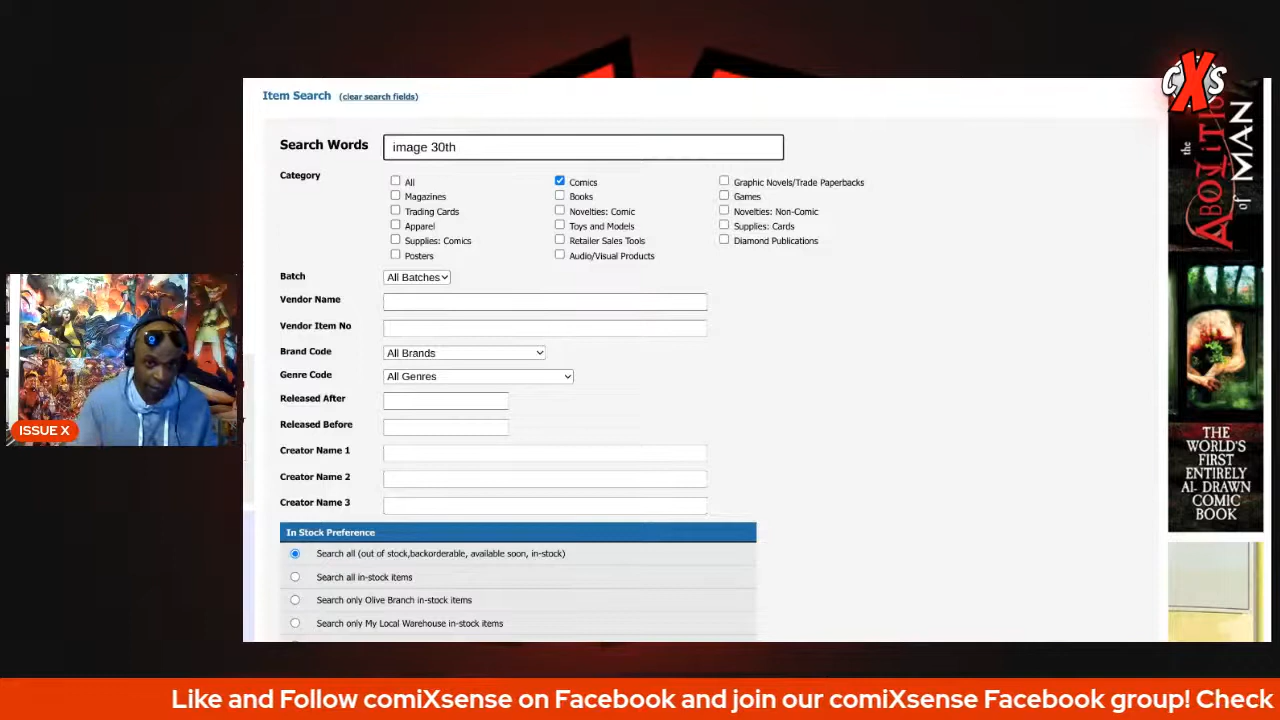 CXS
Item Search (clear search fields)
Search Words image 30th
Category
All
Comics
Graphic Novels/Trade Paperbacks
Magazines
Books
Games
Trading Cards
Novelties: Comic
Novelties: Non-Comic
Apparel
Toys and Models
Supplies: Cards
Supplies: Comics
Retailer Sales Tools
Diamond Publications
Posters
Audio/Visual Products
Batch All Batches
Vendor Name
Vendor Item No
Brand Code All Brands
Genre Code All Genres
Released After
Released Before
Creator Name 1
Creator Name 2
Creator Name 3
In Stock Preference
Search all (out of stock,backorderable, available soon, in-stock)
Search all in-stock items
Search only Olive Branch in-stock items
Search only My Local Warehouse in-stock items
the
ABOLITION
of MAN
THE
WORLD'S
FIRST
ENTIRELY
AI- DRAWN
COMIC
BOOK
ISSUE X
Like and Follow comiXsense on Facebook and join our comiXsense Facebook group! Check